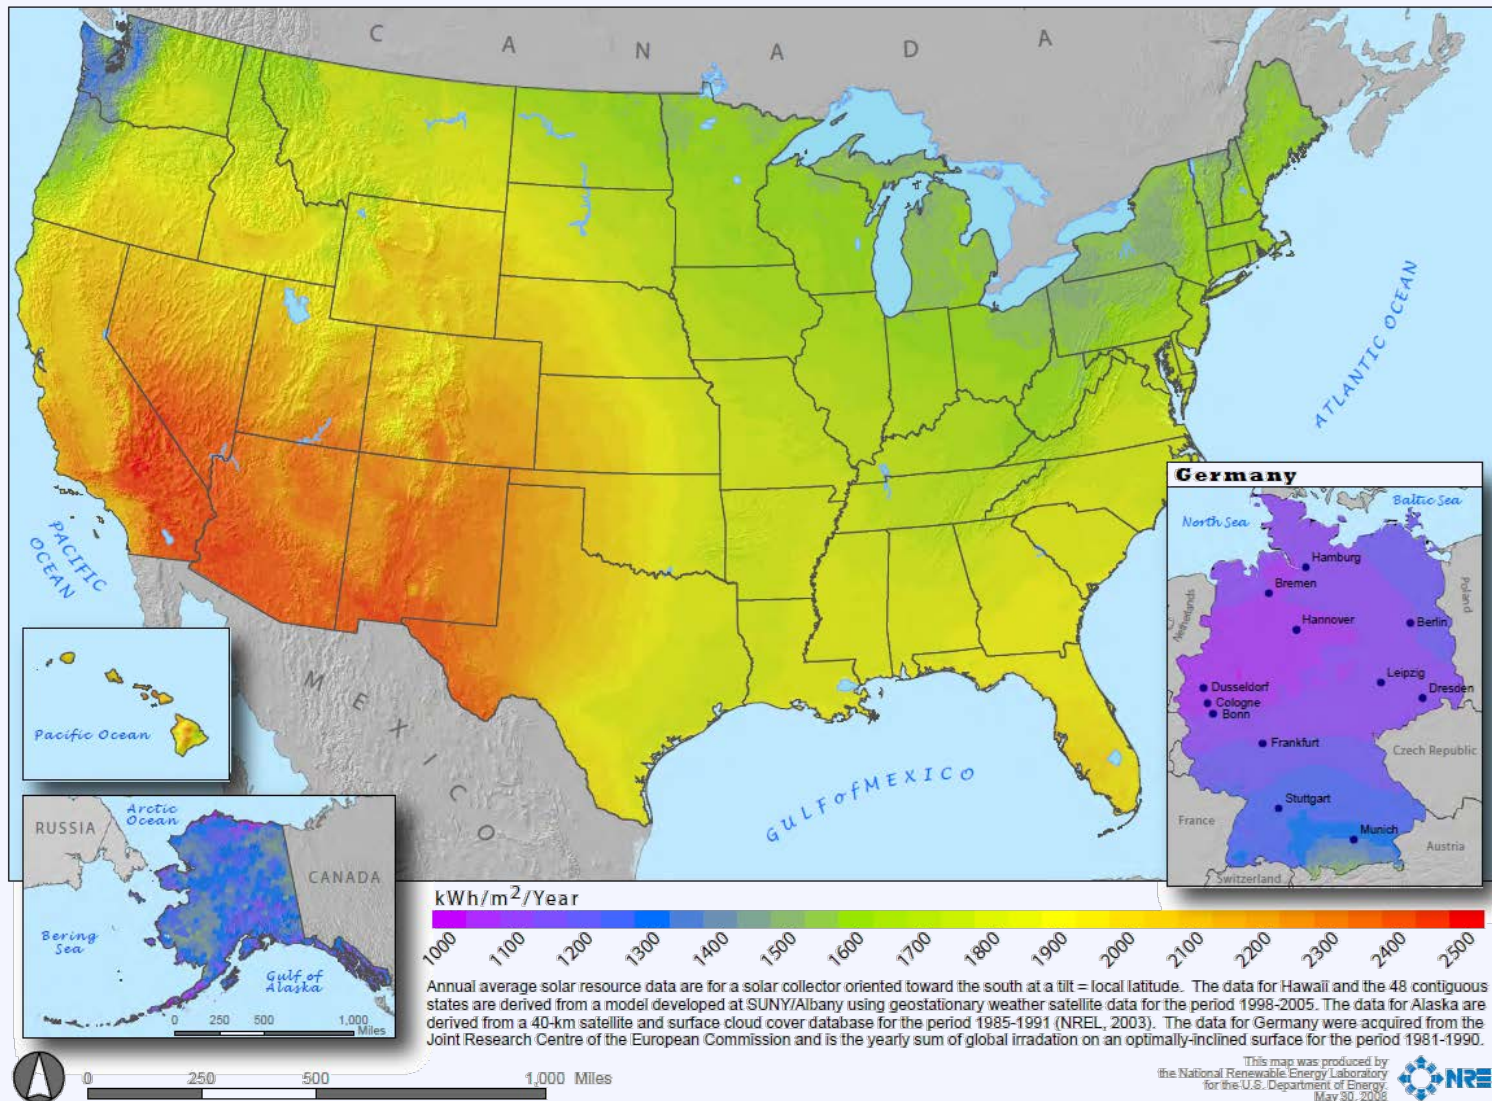 CANADA
Germany
Baltic Sea
North Sea
Hamburg
Bremen
Netherlands
Poland
Hannover
Berlin
Leipzig
Dusseldorf
Dresden
Cologne
Bonn
Frankfurt
Czech Republic
Stuttgart
France
Munich
Austria
Switzerland
ATLANTIC OCEAN
PACIFIC
OCEAN
MEXICO
GULF of MEXICO
Pacific Ocean
Arctic
Ocean
RUSSIA
CANADA
Bering
Sea
Gulf of
Alaska
0 250 500 1,000
Miles
kWh/m²/Year
1000 1100 1200 1300 1400 1500 1600 1700 1800 1900 2000 2100 2200 2300 2400 2500
Annual average solar resource data are for a solar collector oriented toward the south at a tilt = local latitude. The data for Hawaii and the 48 contiguous
states are derived from a model developed at SUNY/Albany using geostationary weather satellite data for the period 1998-2005. The data for Alaska are
derived from a 40-km satellite and surface cloud cover database for the period 1985-1991 (NREL, 2003). The data for Germany were acquired from the
Joint Research Centre of the European Commission and is the yearly sum of global irradation on an optimally-inclined surface for the period 1981-1990.
0 250 500 1,000 Miles
This map was produced by
the National Renewable Energy Laboratory
for the U.S. Department of Energy.
May 30, 2008
NRE